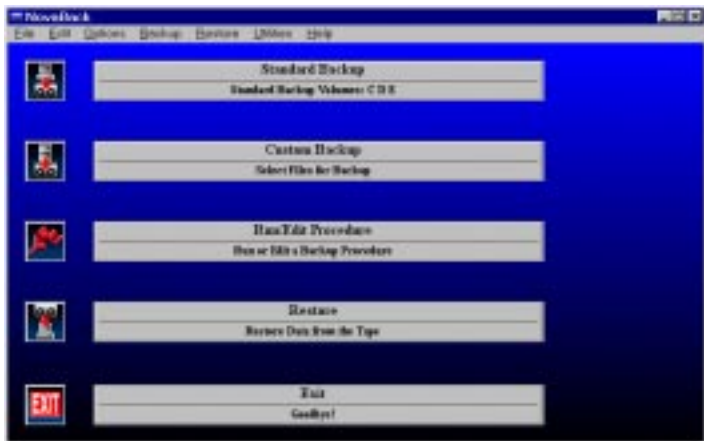 NovaBack
File Edit Options Backup Restore Utilities Help
Standard Backup
Standard Backup Volumes: C D E
Custom Backup
Select Files for Backup
Run/Edit Procedure
Run or Edit a Backup Procedure
Restore
Restore Data from the Tape
EXIT
Exit
Goodbye!